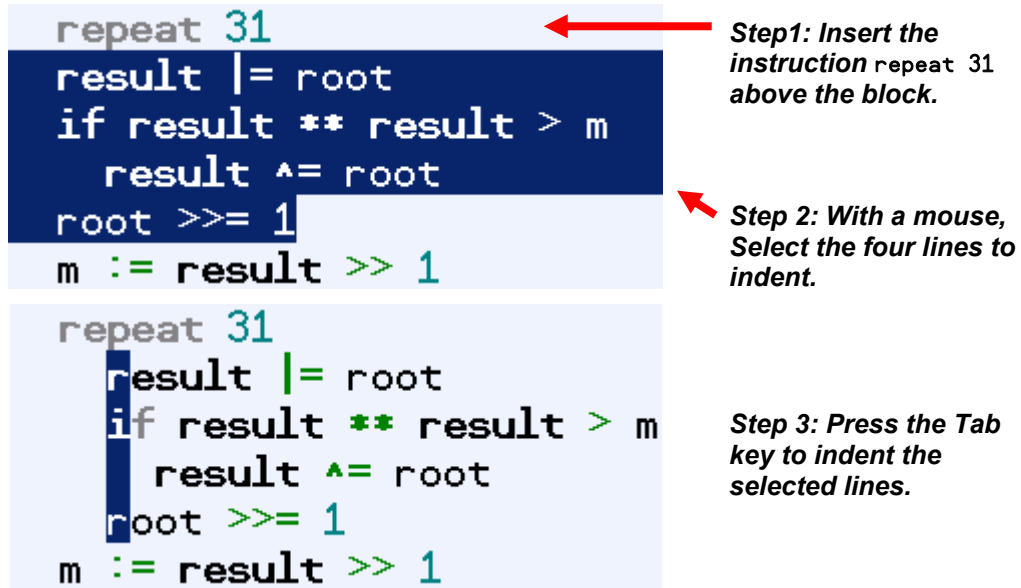 repeat 31
result |= root
if result ** result > m
result ^= root
root >>= 1
m := result >> 1
Step1: Insert the
instruction repeat 31
above the block.
Step 2: With a mouse,
Select the four lines to
indent.
repeat 31
result |= root
if result ** result > m
result ^= root
root >>= 1
m := result >> 1
Step 3: Press the Tab
key to indent the
selected lines.